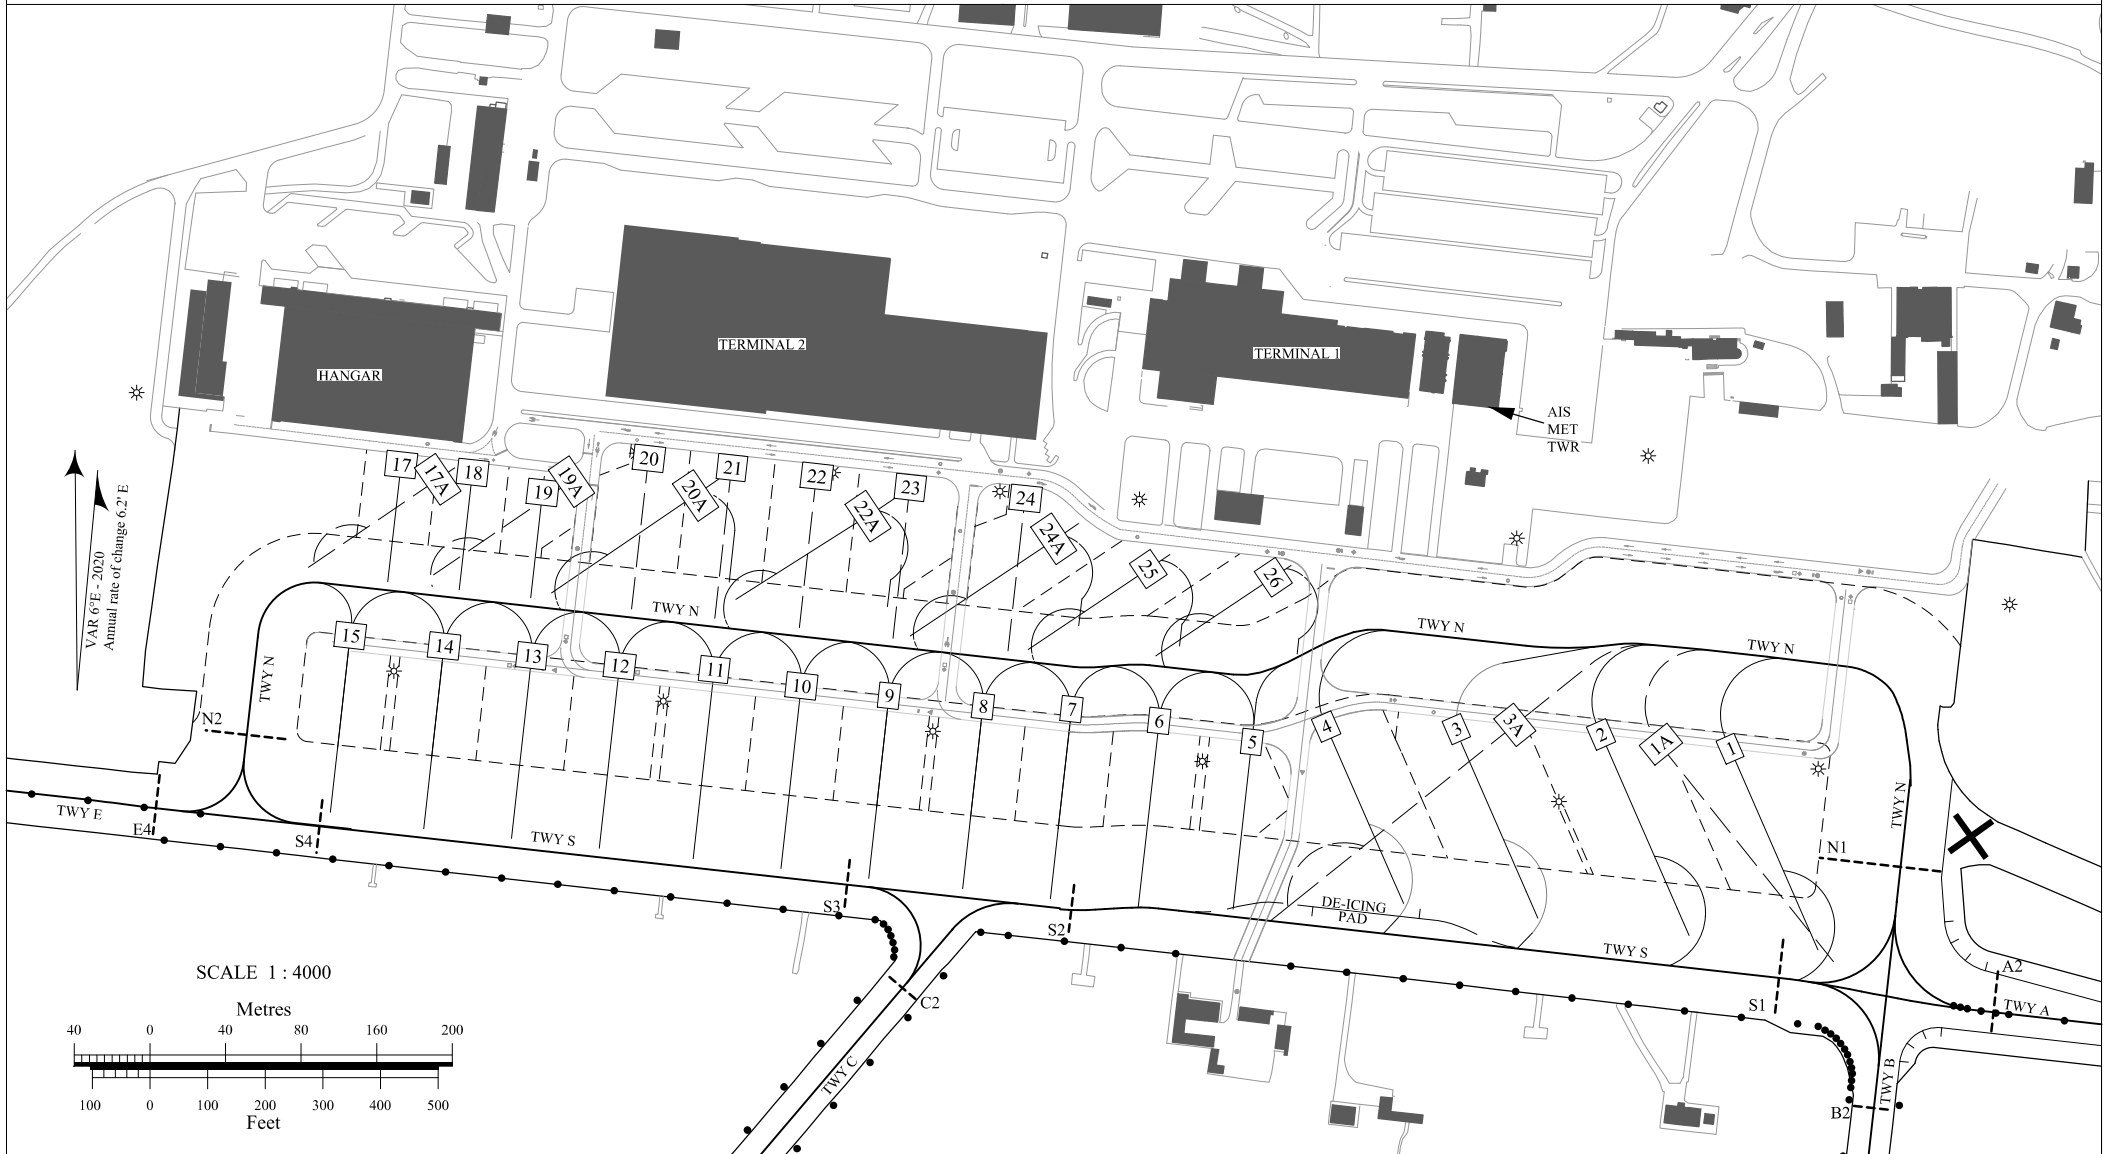 TERMINAL 2
TERMINAL 1
HANGAR
AIS
MET
TWR
17
17A
18
19
19A
20
20A
21
22
22A
23
24
24A
25
26
VAR 6°E - 2020
Annual rate of change 6.2' E
TWY N
TWY N
TWY N
TWY N
TWY N
TWY N
15
14
13
12
11
10
9
8
7
6
5
4
3
3A
2
1A
1
N2
N1
TWY E
E4
S4
TWY S
S3
S2
DE-ICING
PAD
TWY S
S1
A2
TWY A
C2
TWY C
B2
TWY B
SCALE 1 : 4000
Metres
40 0 40 80 160 200
100 0 100 200 300 400 500
Feet